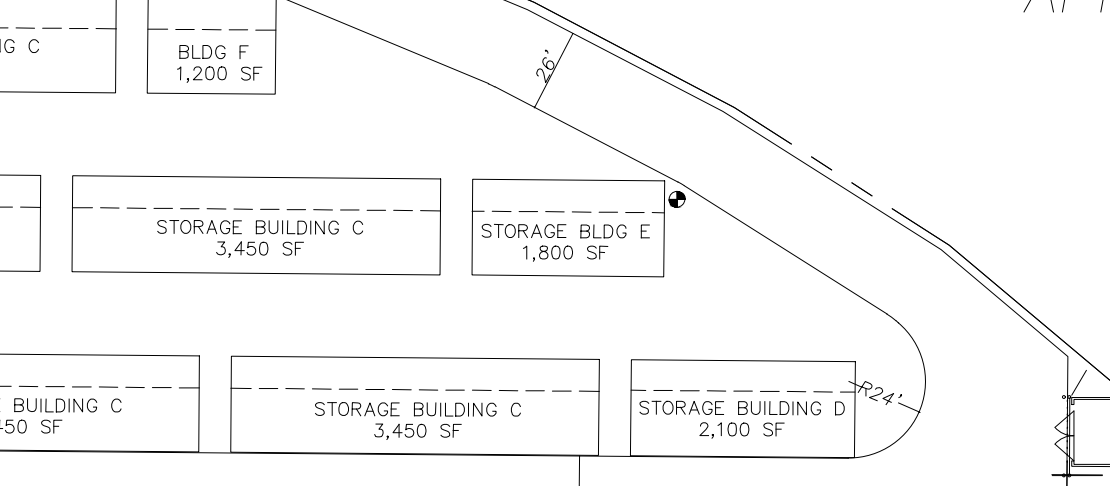 C
BLDG F
1,200 SF
26'
STORAGE BUILDING C
3,450 SF
STORAGE BLDG E
1,800 SF
BUILDING C
SF
STORAGE BUILDING C
3,450 SF
STORAGE BUILDING D
2,100 SF
R24'